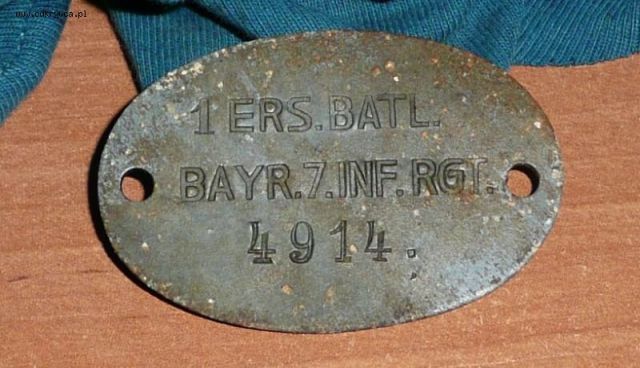 1 ERS. BATL.
BAYR. 7. INF. RGT.
4914.